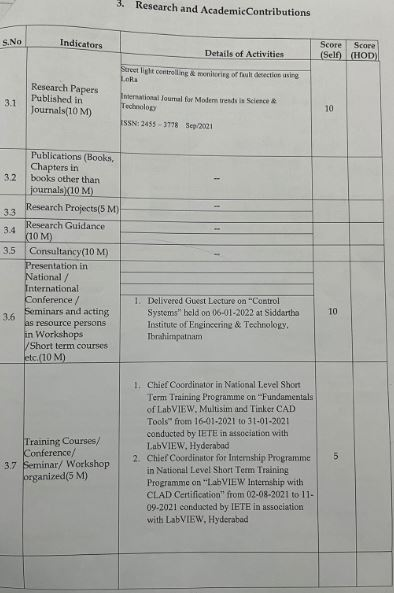 3. Research and AcademicContributions
S.No Indicators Details of Activities Score (Self) Score (HOD)
3.1
Research Papers
Published in
Journals(10 M)
Street light controlling & monitoring of fault detection using
LoRa
International Journal for Modern trends in Science &
Technology
ISSN: 2455 – 3778 Sep/2021
10
3.2
Publications (Books,
Chapters in
books other than
journals)(10 M)
--
3.3 Research Projects(5 M) --
3.4
Research Guidance
(10 M)
--
3.5 Consultancy(10 M) --
3.6
Presentation in
National /
International
Conference /
Seminars and acting
as resource persons
in Workshops
/Short term courses
etc.(10 M)
1. Delivered Guest Lecture on “Control
Systems” held on 06-01-2022 at Siddartha
Institute of Engineering & Technology,
Ibrahimpatnam
10
3.7
Training Courses/
Conference/
Seminar/ Workshop
organized(5 M)
1. Chief Coordinator in National Level Short
Term Training Programme on “Fundamentals
of LabVIEW, Multisim and Tinker CAD
Tools” from 16-01-2021 to 31-01-2021
conducted by IETE in association with
LabVIEW, Hyderabad
2. Chief Coordinator for Internship Programme
in National Level Short Term Training
Programme on “LabVIEW Internship with
CLAD Certification” from 02-08-2021 to 11-
09-2021 conducted by IETE in association
with LabVIEW, Hyderabad
5